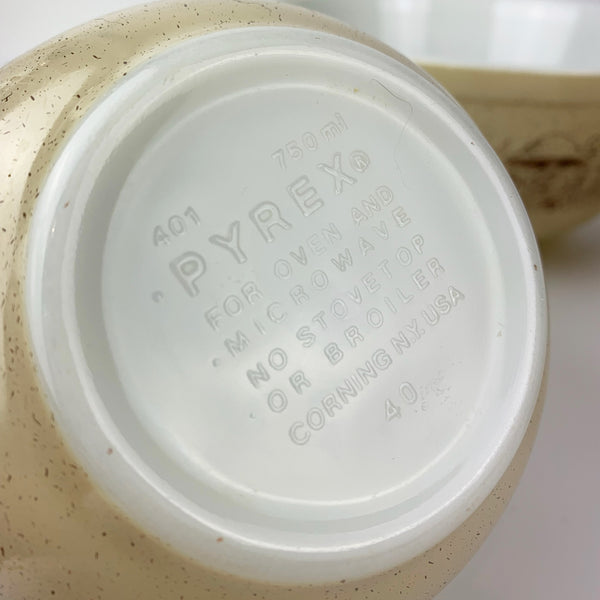 750 ml
401
PYREX®
FOR OVEN AND
MICROWAVE
NO STOVETOP
OR BROILER
CORNING N.Y. USA
40